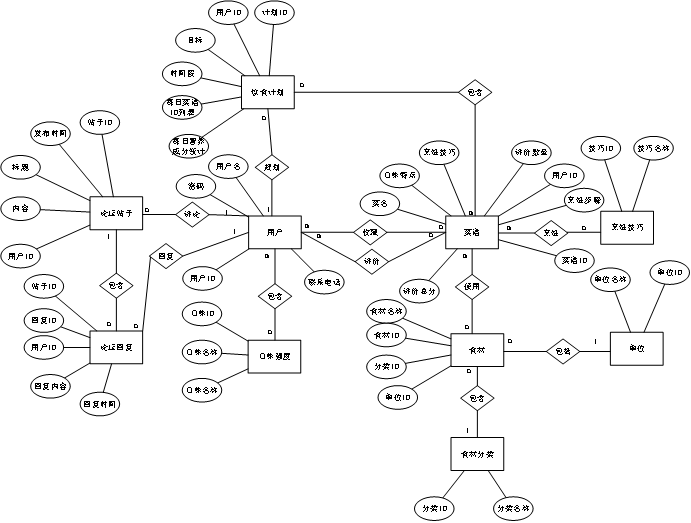 用户ID
计划ID
目标
时间段
每日菜谱
ID列表
每日营养
成分统计
饮食计划
n
n
包含
帖子ID
发布时间
标题
内容
用户ID
论坛帖子
n
讨论
1
规划
1
用户名
密码
用户
用户ID
联系电话
n
收藏
n
n
评价
n
烹饪技巧
口味特点
菜名
评价数量
用户ID
烹饪步骤
菜谱
菜谱ID
评价总分
n
烹饪
n
技巧ID
技巧名称
烹饪技巧
1
包含
n
回复
1
n
帖子ID
回复ID
用户ID
回复内容
回复时间
论坛回复
n
包含
n
口味ID
口味名称
口味名称
口味强度
n
使用
n
食材名称
食材ID
分类ID
单位ID
食材
n
包括
1
单位名称
单位ID
单位
n
包含
1
食材分类
分类ID
分类名称